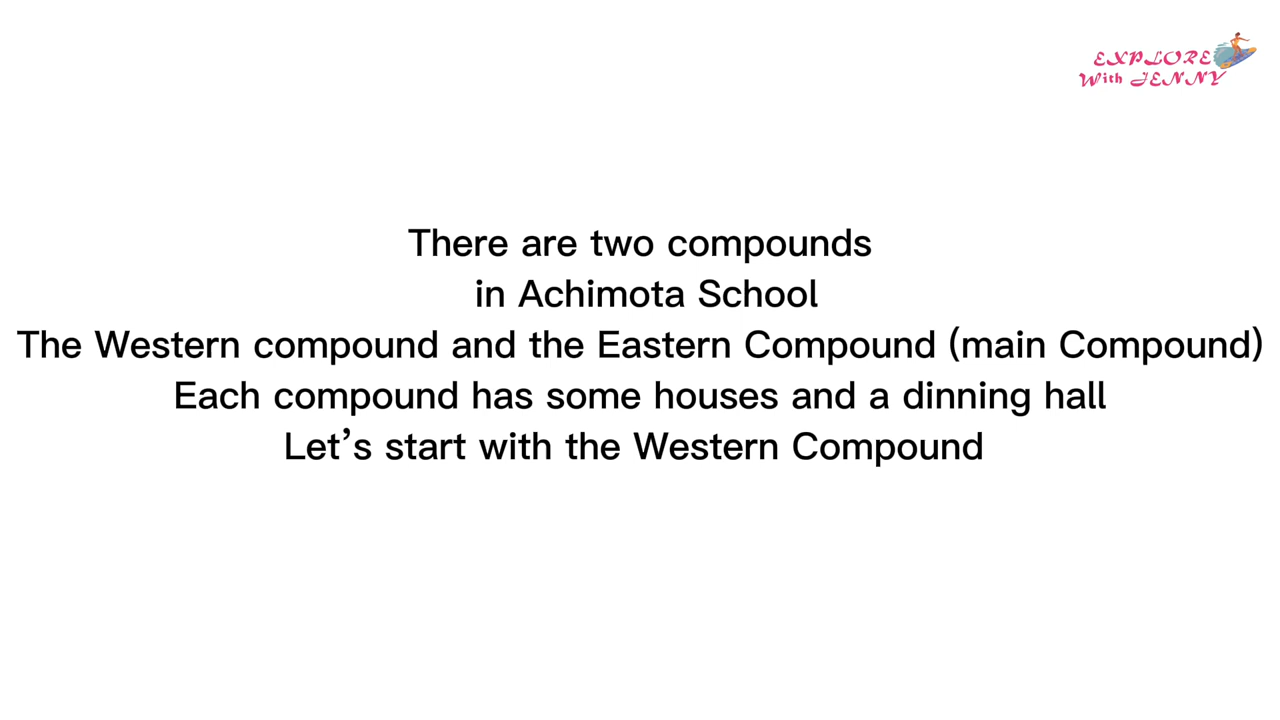 EXPLORE
With JENNY
There are two compounds
in Achimota School
The Western compound and the Eastern Compound (main Compound)
Each compound has some houses and a dinning hall
Let’s start with the Western Compound